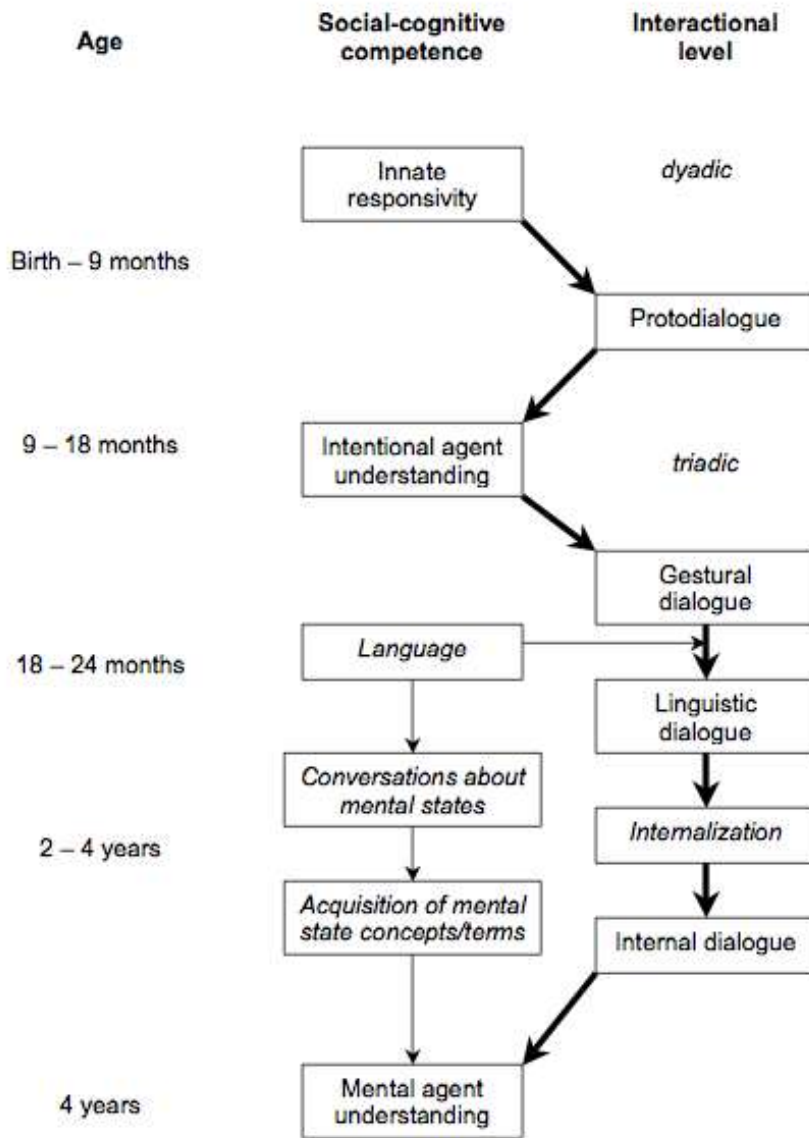 Age
Social-cognitive
competence
Interactional
level
Innate
responsivity
dyadic
Birth – 9 months
Protodialogue
9 – 18 months
Intentional agent
understanding
triadic
Gestural
dialogue
Language
18 – 24 months
Linguistic
dialogue
Conversations about
mental states
Internalization
2 – 4 years
Acquisition of mental
state concepts/terms
Internal dialogue
Mental agent
understanding
4 years